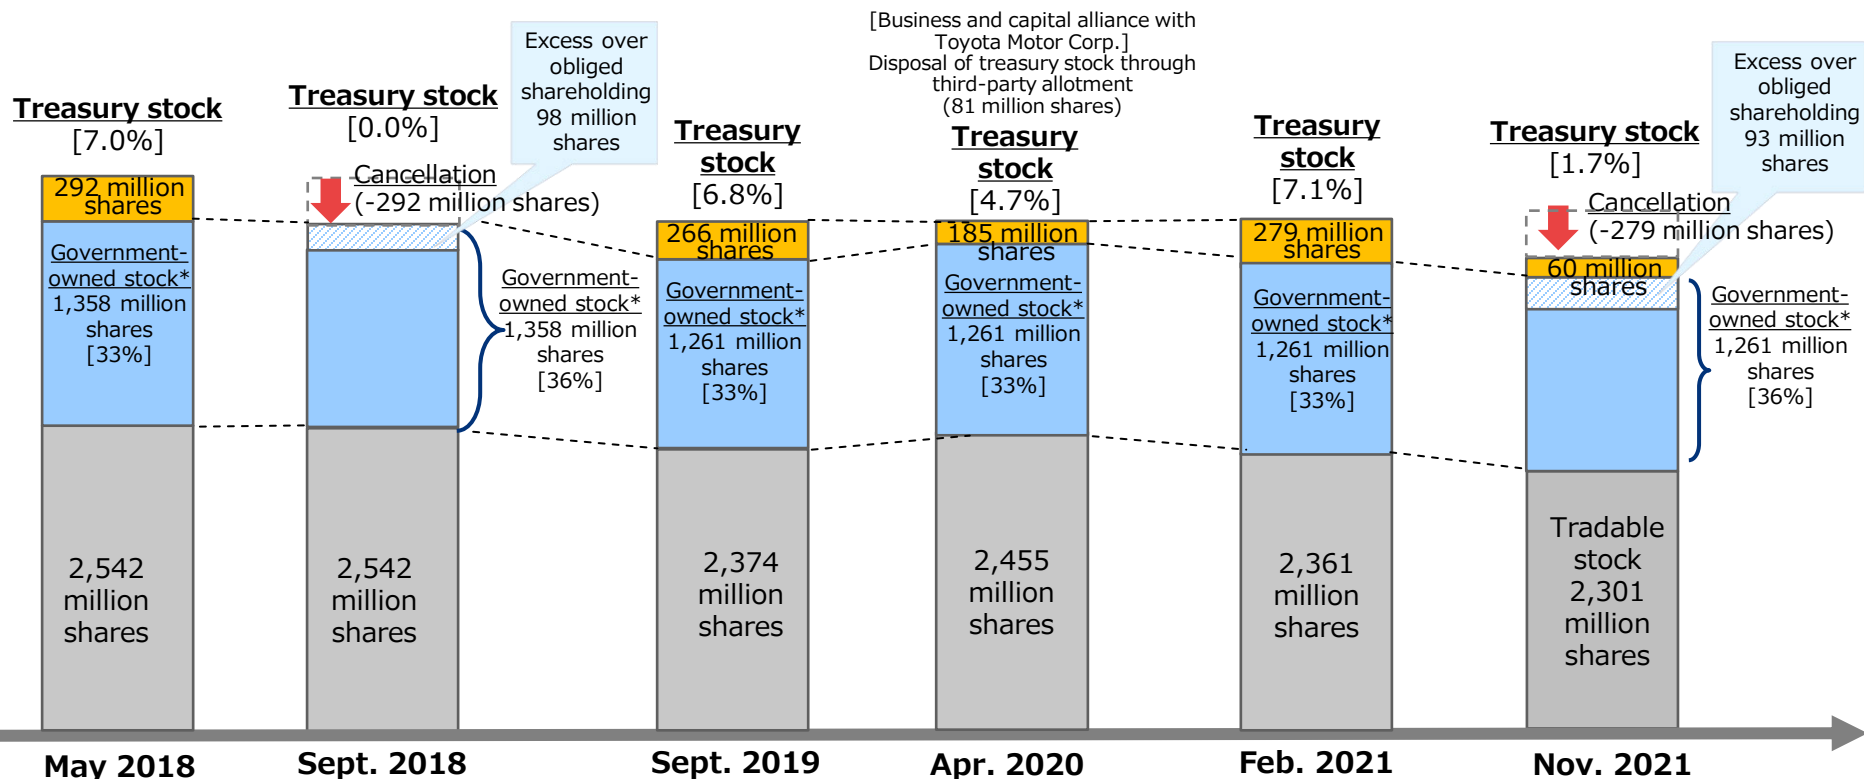 Treasury stock
[7.0%]
292 million
shares
Government-
owned stock*
1,358 million
shares
[33%]
2,542
million
shares
May 2018
Treasury stock
[0.0%]
Cancellation
(-292 million shares)
Excess over
obliged
shareholding
98 million
shares
Government-
owned stock*
1,358 million
shares
[36%]
2,542
million
shares
Sept. 2018
Treasury
stock
[6.8%]
266 million
shares
Government-
owned stock*
1,261 million
shares
[33%]
2,374
million
shares
Sept. 2019
[Business and capital alliance with
Toyota Motor Corp.]
Disposal of treasury stock through
third-party allotment
(81 million shares)
Treasury
stock
[4.7%]
185 million
shares
Government-
owned stock*
1,261 million
shares
[33%]
2,455
million
shares
Apr. 2020
Treasury
stock
[7.1%]
279 million
shares
Government-
owned stock*
1,261 million
shares
[33%]
2,361
million
shares
Feb. 2021
Treasury stock
[1.7%]
Cancellation
(-279 million shares)
Excess over
obliged
shareholding
93 million
shares
60 million
shares
Government-
owned stock*
1,261 million
shares
[36%]
Tradable
stock
2,301
million
shares
Nov. 2021